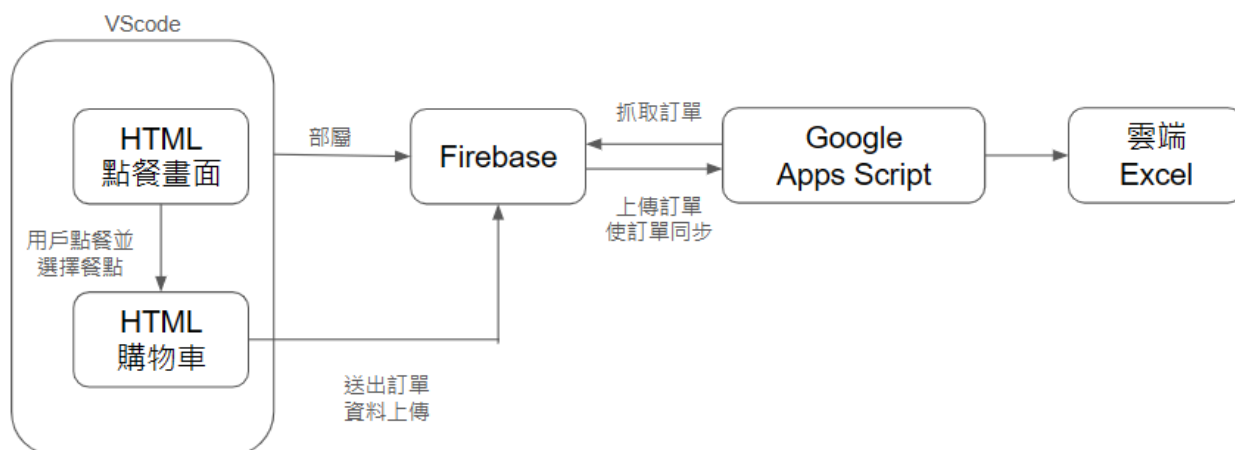 VScode
HTML
點餐畫面
部屬
Firebase
抓取訂單
上傳訂單
使訂單同步
Google
Apps Script
雲端
Excel
用戶點餐並
選擇餐點
HTML
購物車
送出訂單
資料上傳